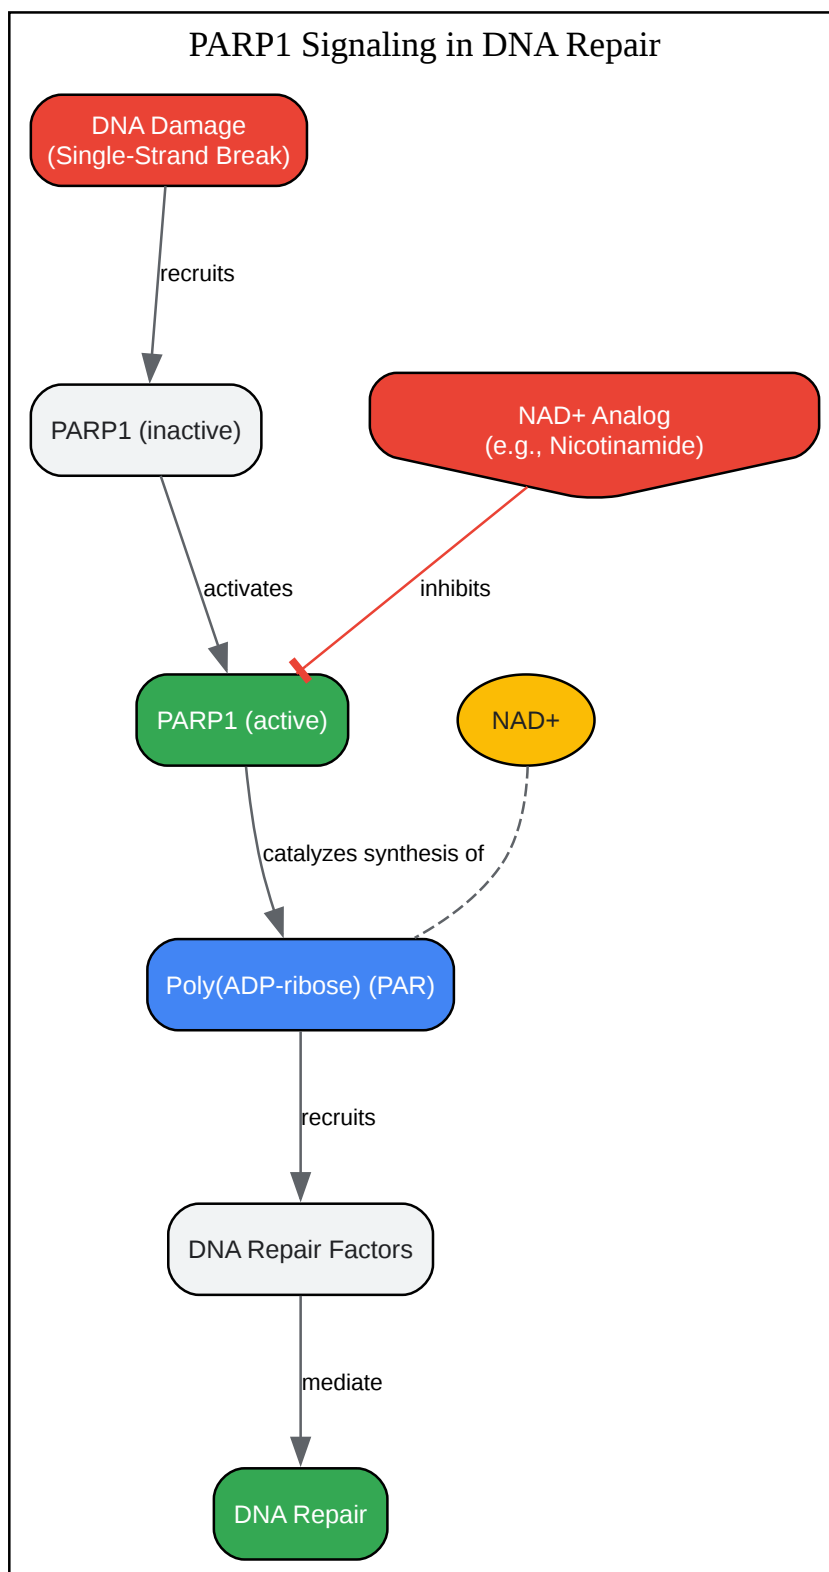 PARP1 Signaling in DNA Repair
DNA Damage
(Single-Strand Break)
recruits
PARP1 (inactive)
NAD+ Analog
(e.g., Nicotinamide)
activates
inhibits
PARP1 (active)
NAD+
catalyzes synthesis of
Poly(ADP-ribose) (PAR)
recruits
DNA Repair Factors
mediate
DNA Repair